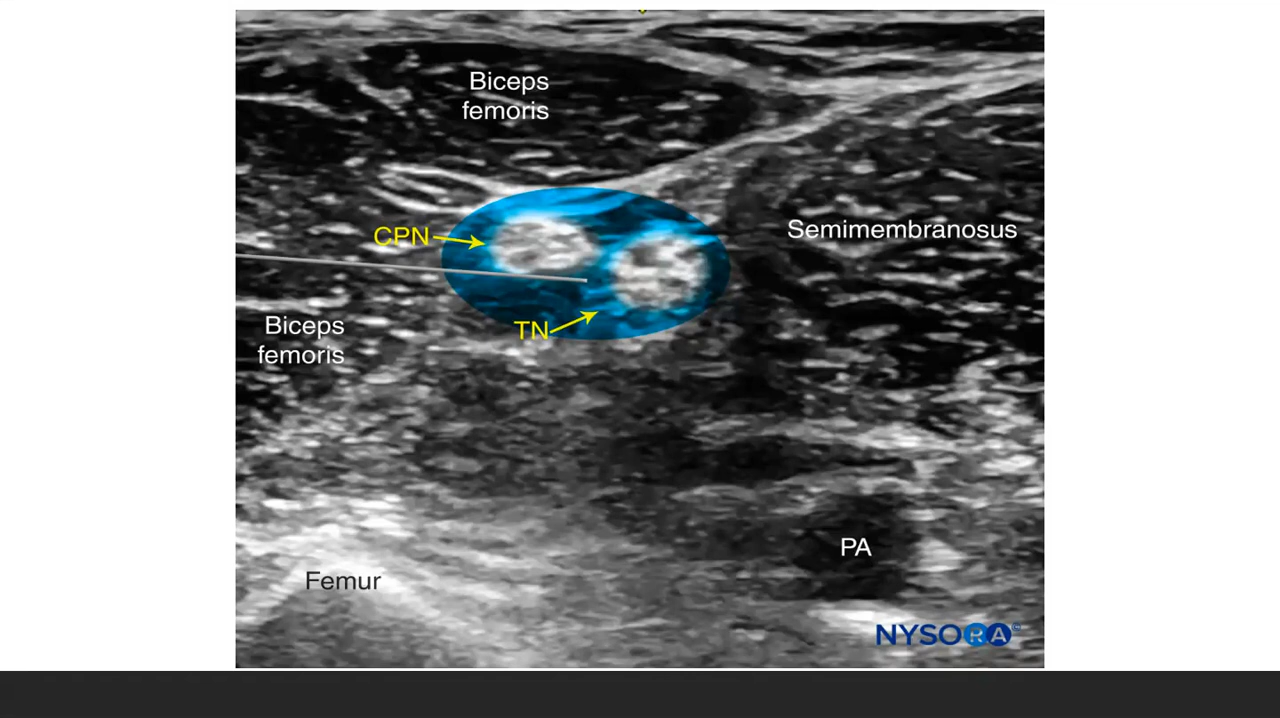 Biceps
femoris
CPN
Semimembranosus
Biceps
femoris
TN
PA
Femur
NYSORA©